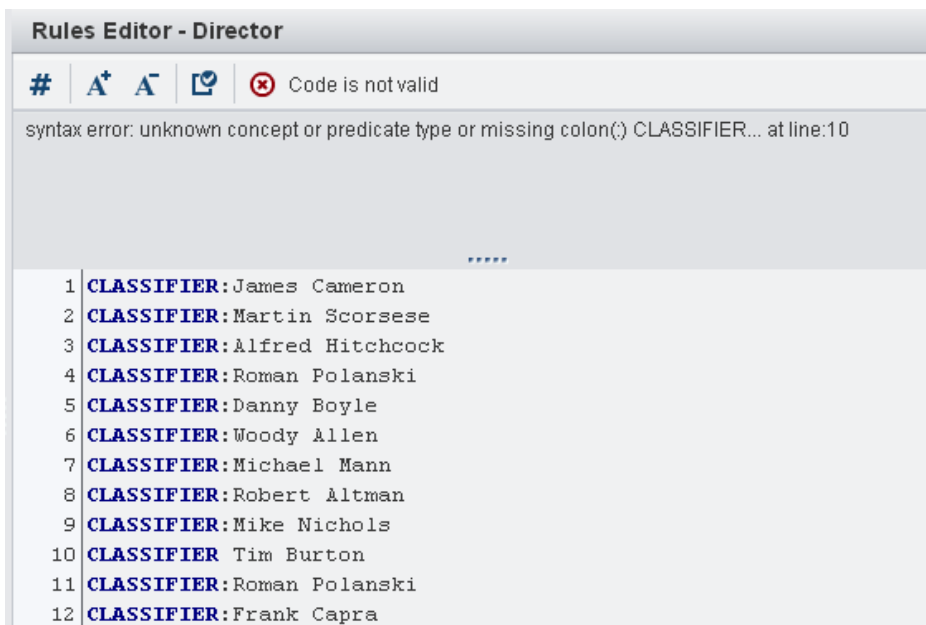 Rules Editor - Director
# A+ A- Code is not valid
syntax error: unknown concept or predicate type or missing colon(:) CLASSIFIER... at line:10
1 CLASSIFIER:James Cameron
2 CLASSIFIER:Martin Scorsese
3 CLASSIFIER:Alfred Hitchcock
4 CLASSIFIER:Roman Polanski
5 CLASSIFIER:Danny Boyle
6 CLASSIFIER:Woody Allen
7 CLASSIFIER:Michael Mann
8 CLASSIFIER:Robert Altman
9 CLASSIFIER:Mike Nichols
10 CLASSIFIER Tim Burton
11 CLASSIFIER:Roman Polanski
12 CLASSIFIER:Frank Capra